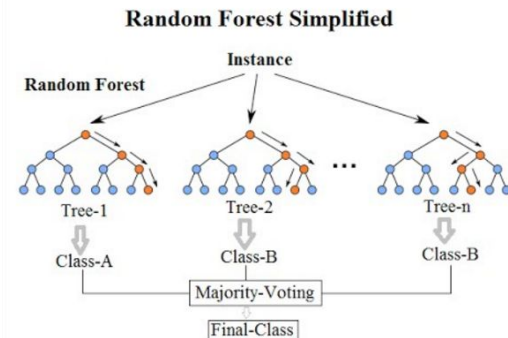 Random Forest Simplified
Instance
Random Forest
...
Tree-1 Tree-2 Tree-n
Class-A Class-B Class-B
Majority-Voting
Final-Class